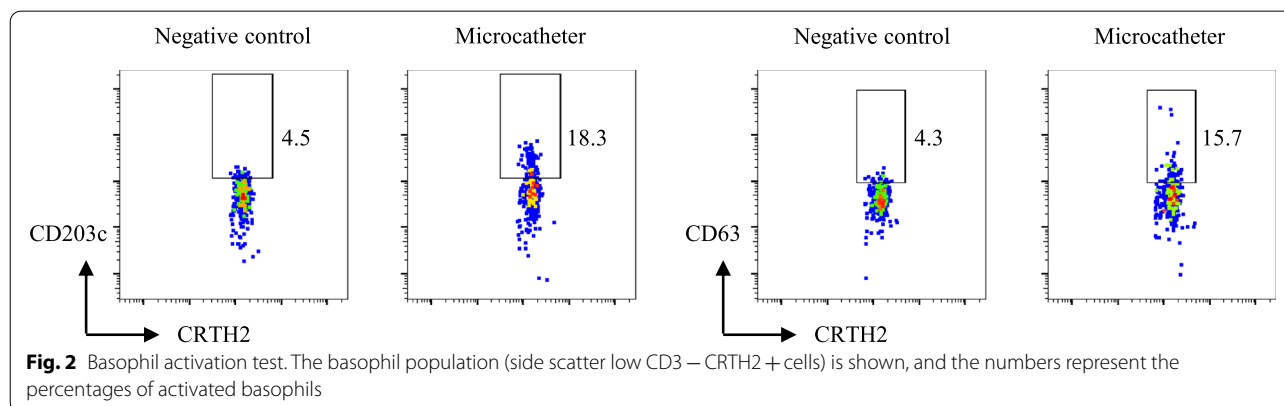 Negative control
Microcatheter
Negative control
Microcatheter
4.5
18.3
4.3
15.7
CD203c
CD63
CRTH2
CRTH2
Fig. 2 Basophil activation test. The basophil population (side scatter low CD3 − CRTH2 + cells) is shown, and the numbers represent the
percentages of activated basophils